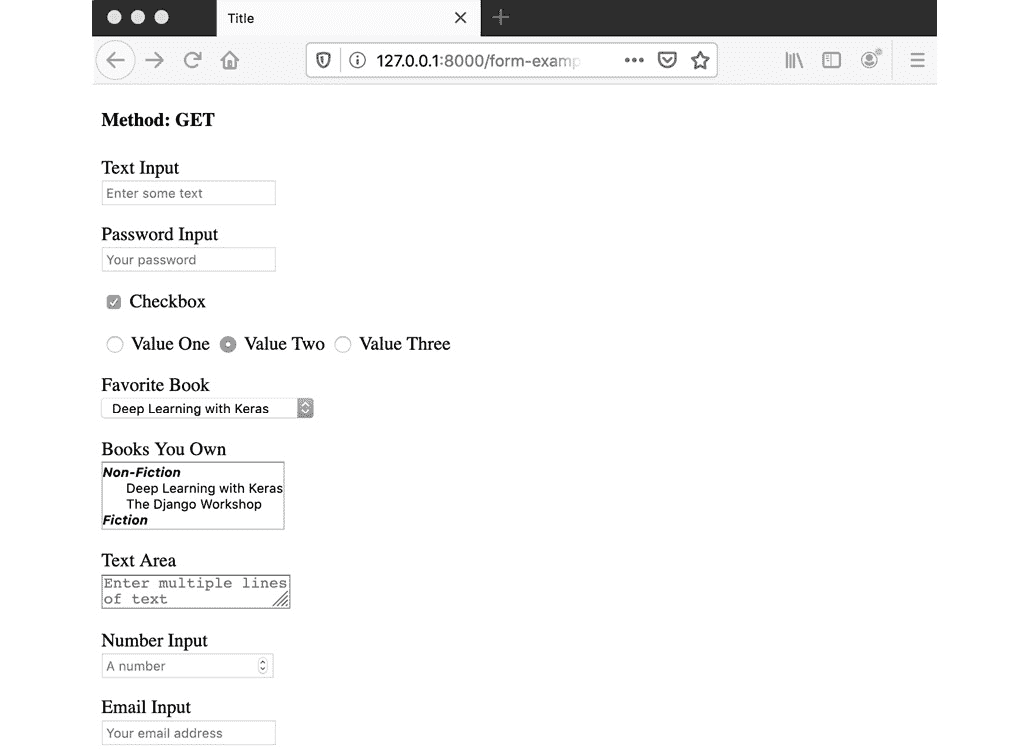 Title
127.0.0.1:8000/form-examp
Method: GET
Text Input
Enter some text
Password Input
Your password
Checkbox
Value One Value Two Value Three
Favorite Book
Deep Learning with Keras
Books You Own
Non-Fiction
Deep Learning with Keras
The Django Workshop
Fiction
Text Area
Enter multiple lines
of text
Number Input
A number
Email Input
Your email address